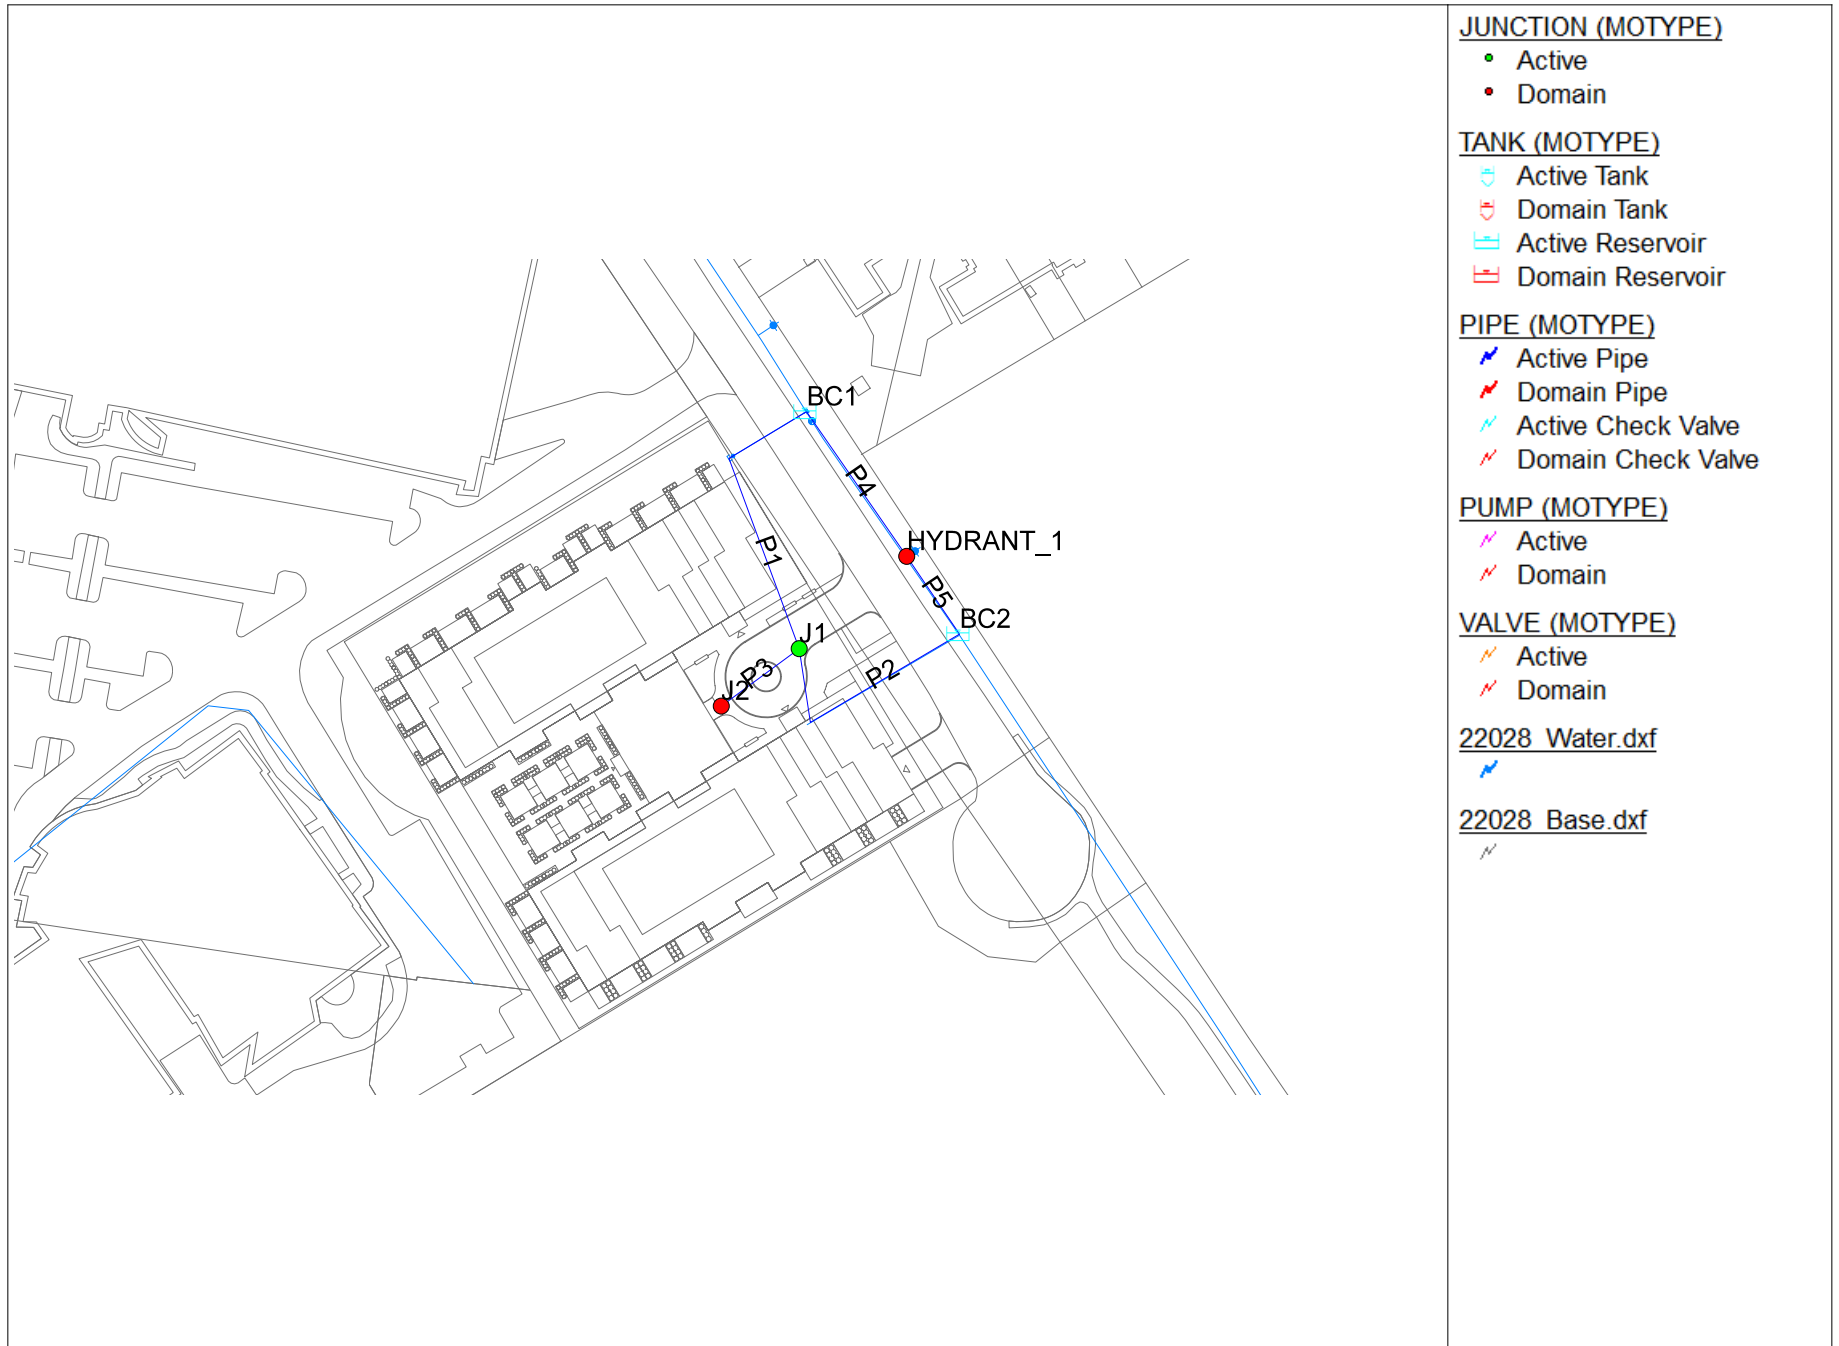 BC1
P4
HYDRANT_1
P1
P5
BC2
J1
P3
P2
J2
JUNCTION (MOTYPE)
Active
Domain
TANK (MOTYPE)
Active Tank
Domain Tank
Active Reservoir
Domain Reservoir
PIPE (MOTYPE)
Active Pipe
Domain Pipe
Active Check Valve
Domain Check Valve
PUMP (MOTYPE)
Active
Domain
VALVE (MOTYPE)
Active
Domain
22028_Water.dxf
22028_Base.dxf